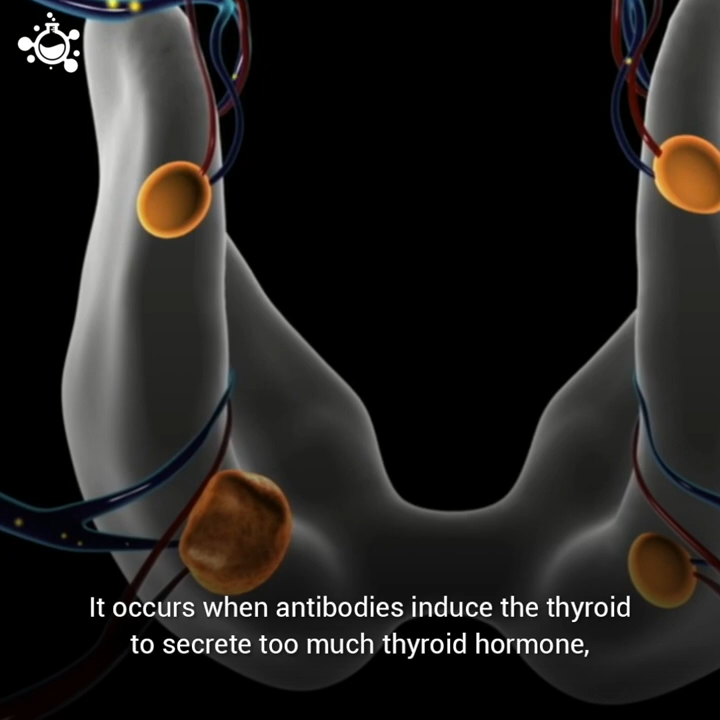 It occurs when antibodies induce the thyroid
to secrete too much thyroid hormone,